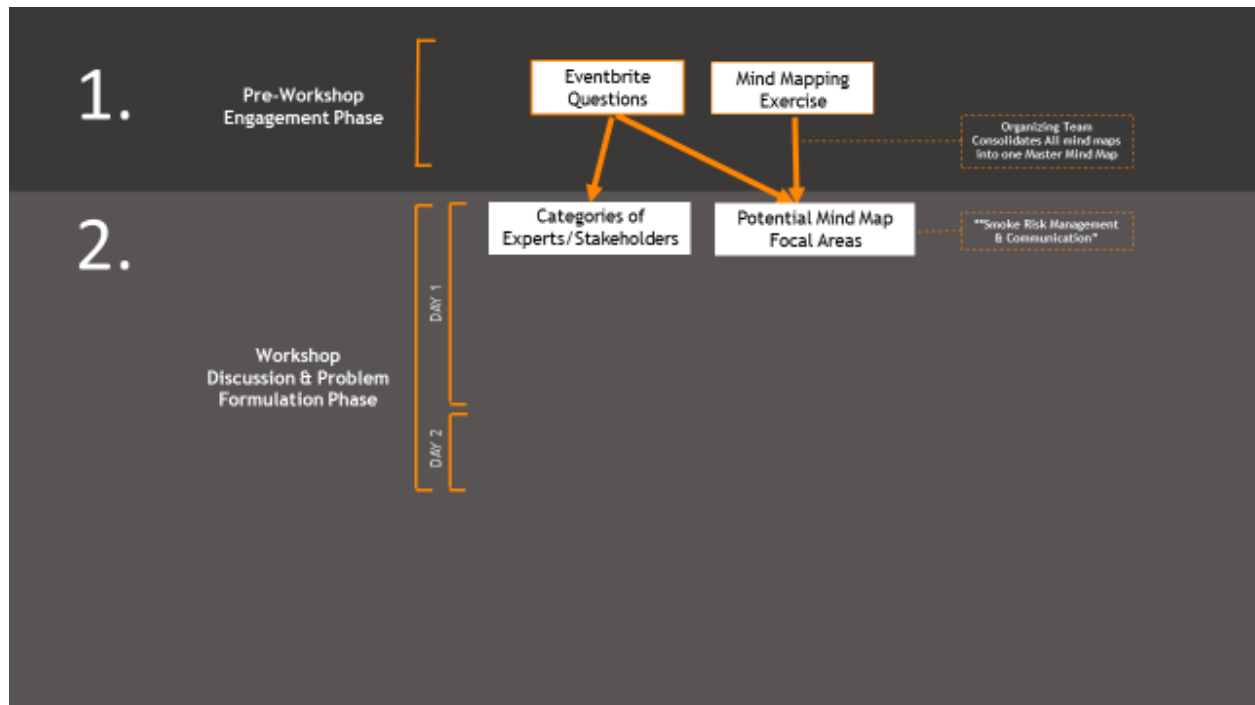 1.
Pre-Workshop
Engagement Phase
Eventbrite
Questions
Mind Mapping
Exercise
Organizing Team
Consolidates All mind maps
into one Master Mind Map
2.
Categories of
Experts/Stakeholders
Potential Mind Map
Focal Areas
""Smoke Risk Management
& Communication"
DAY 1
Workshop
Discussion & Problem
Formulation Phase
DAY 2